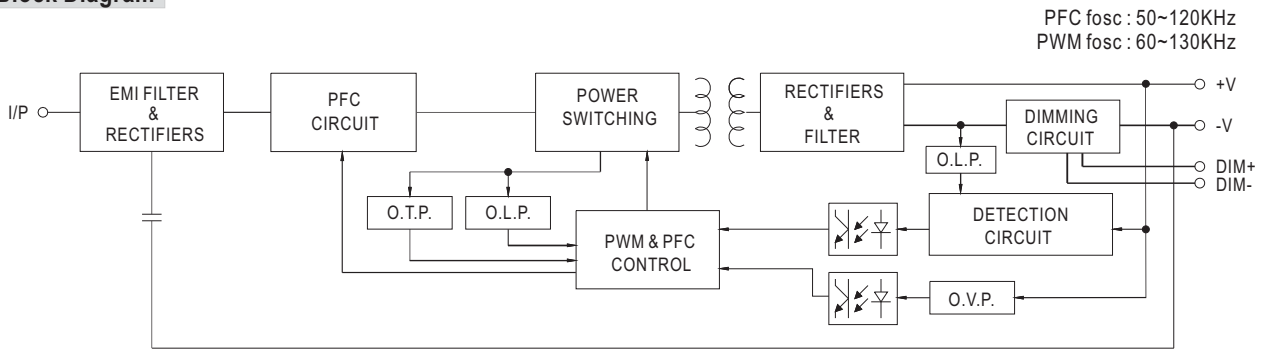 Block Diagram
PFC fosc : 50~120KHz
PWM fosc : 60~130KHz
I/P
EMI FILTER
&
RECTIFIERS
PFC
CIRCUIT
POWER
SWITCHING
RECTIFIERS
&
FILTER
DIMMING
CIRCUIT
+V
-V
DIM+
DIM-
O.L.P.
O.T.P.
O.L.P.
PWM & PFC
CONTROL
DETECTION
CIRCUIT
O.V.P.